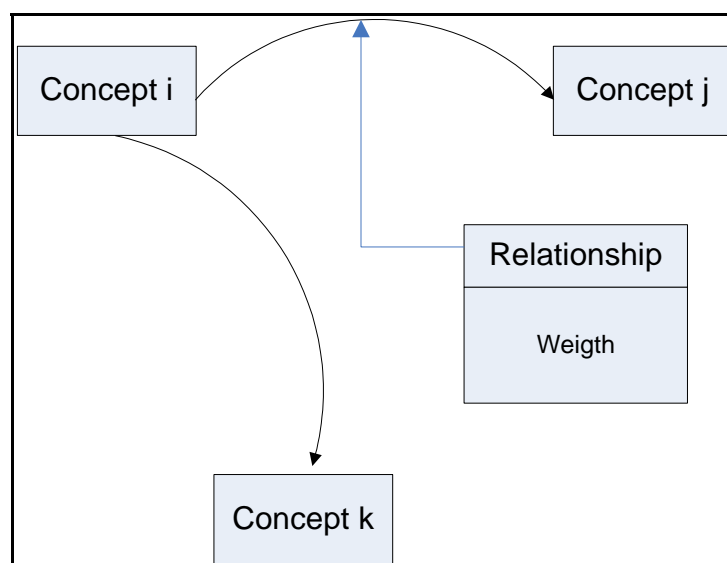 Concept i
Concept j
Relationship
Weigth
Concept k